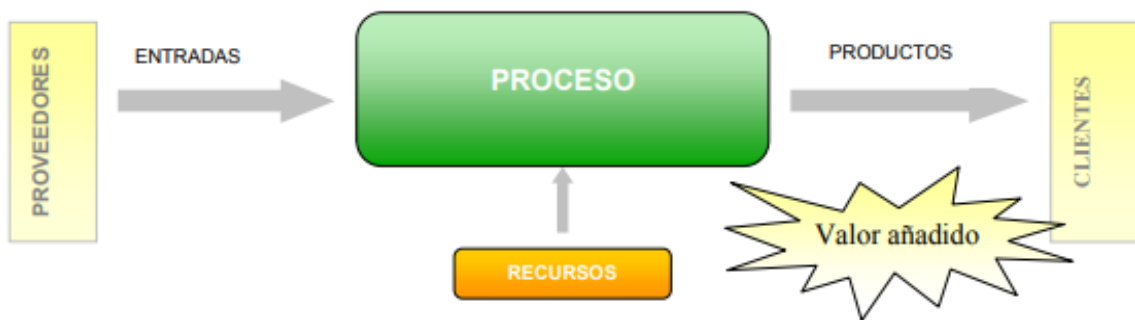 PROVEEDORES
ENTRADAS
PROCESO
PRODUCTOS
CLIENTES
Valor añadido
RECURSOS